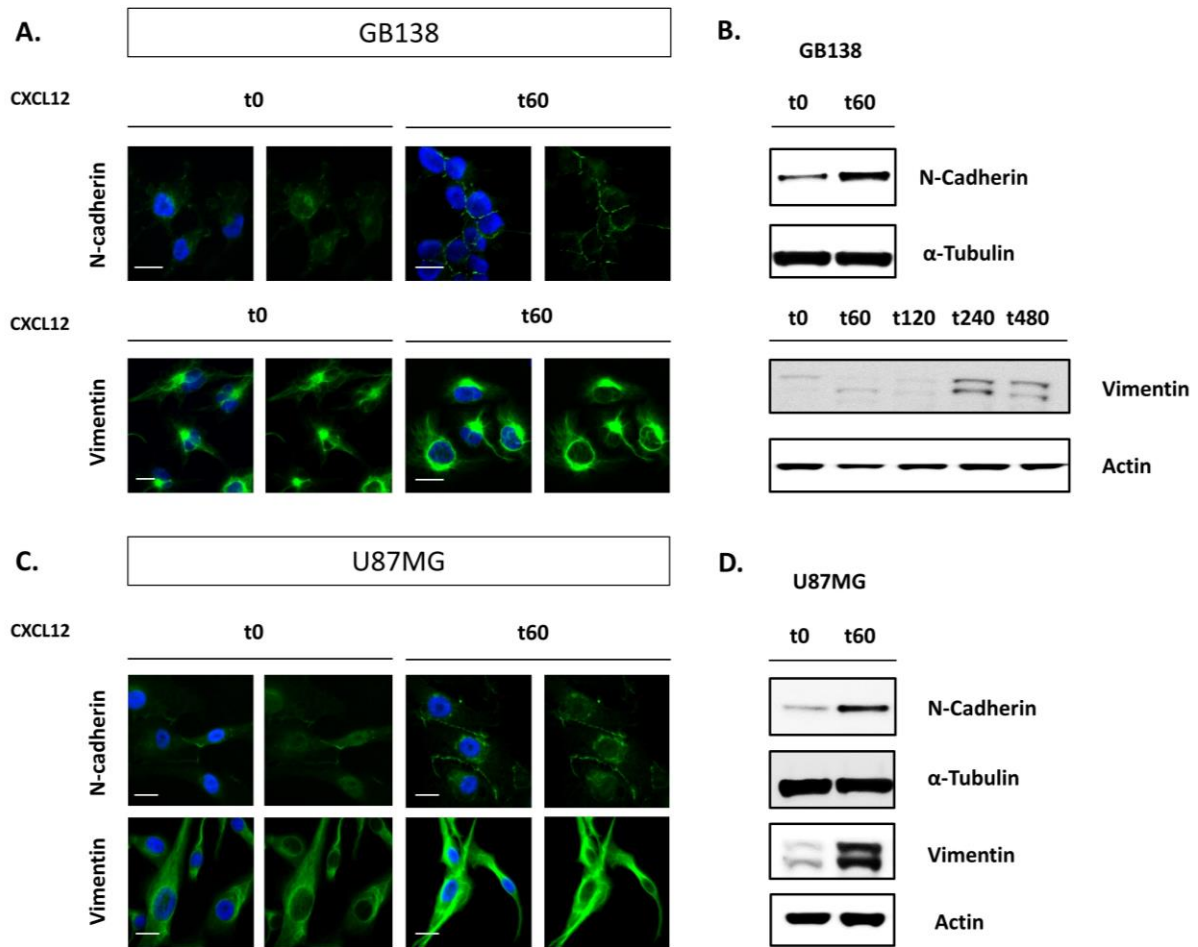 A.
GB138
CXCL12
t0
t60
N-cadherin
CXCL12
t0
t60
Vimentin
B.
GB138
t0 t60
N-Cadherin
α-Tubulin
t0 t60 t120 t240 t480
Vimentin
Actin
C.
U87MG
CXCL12
t0
t60
N-cadherin
Vimentin
D.
U87MG
t0 t60
N-Cadherin
α-Tubulin
Vimentin
Actin